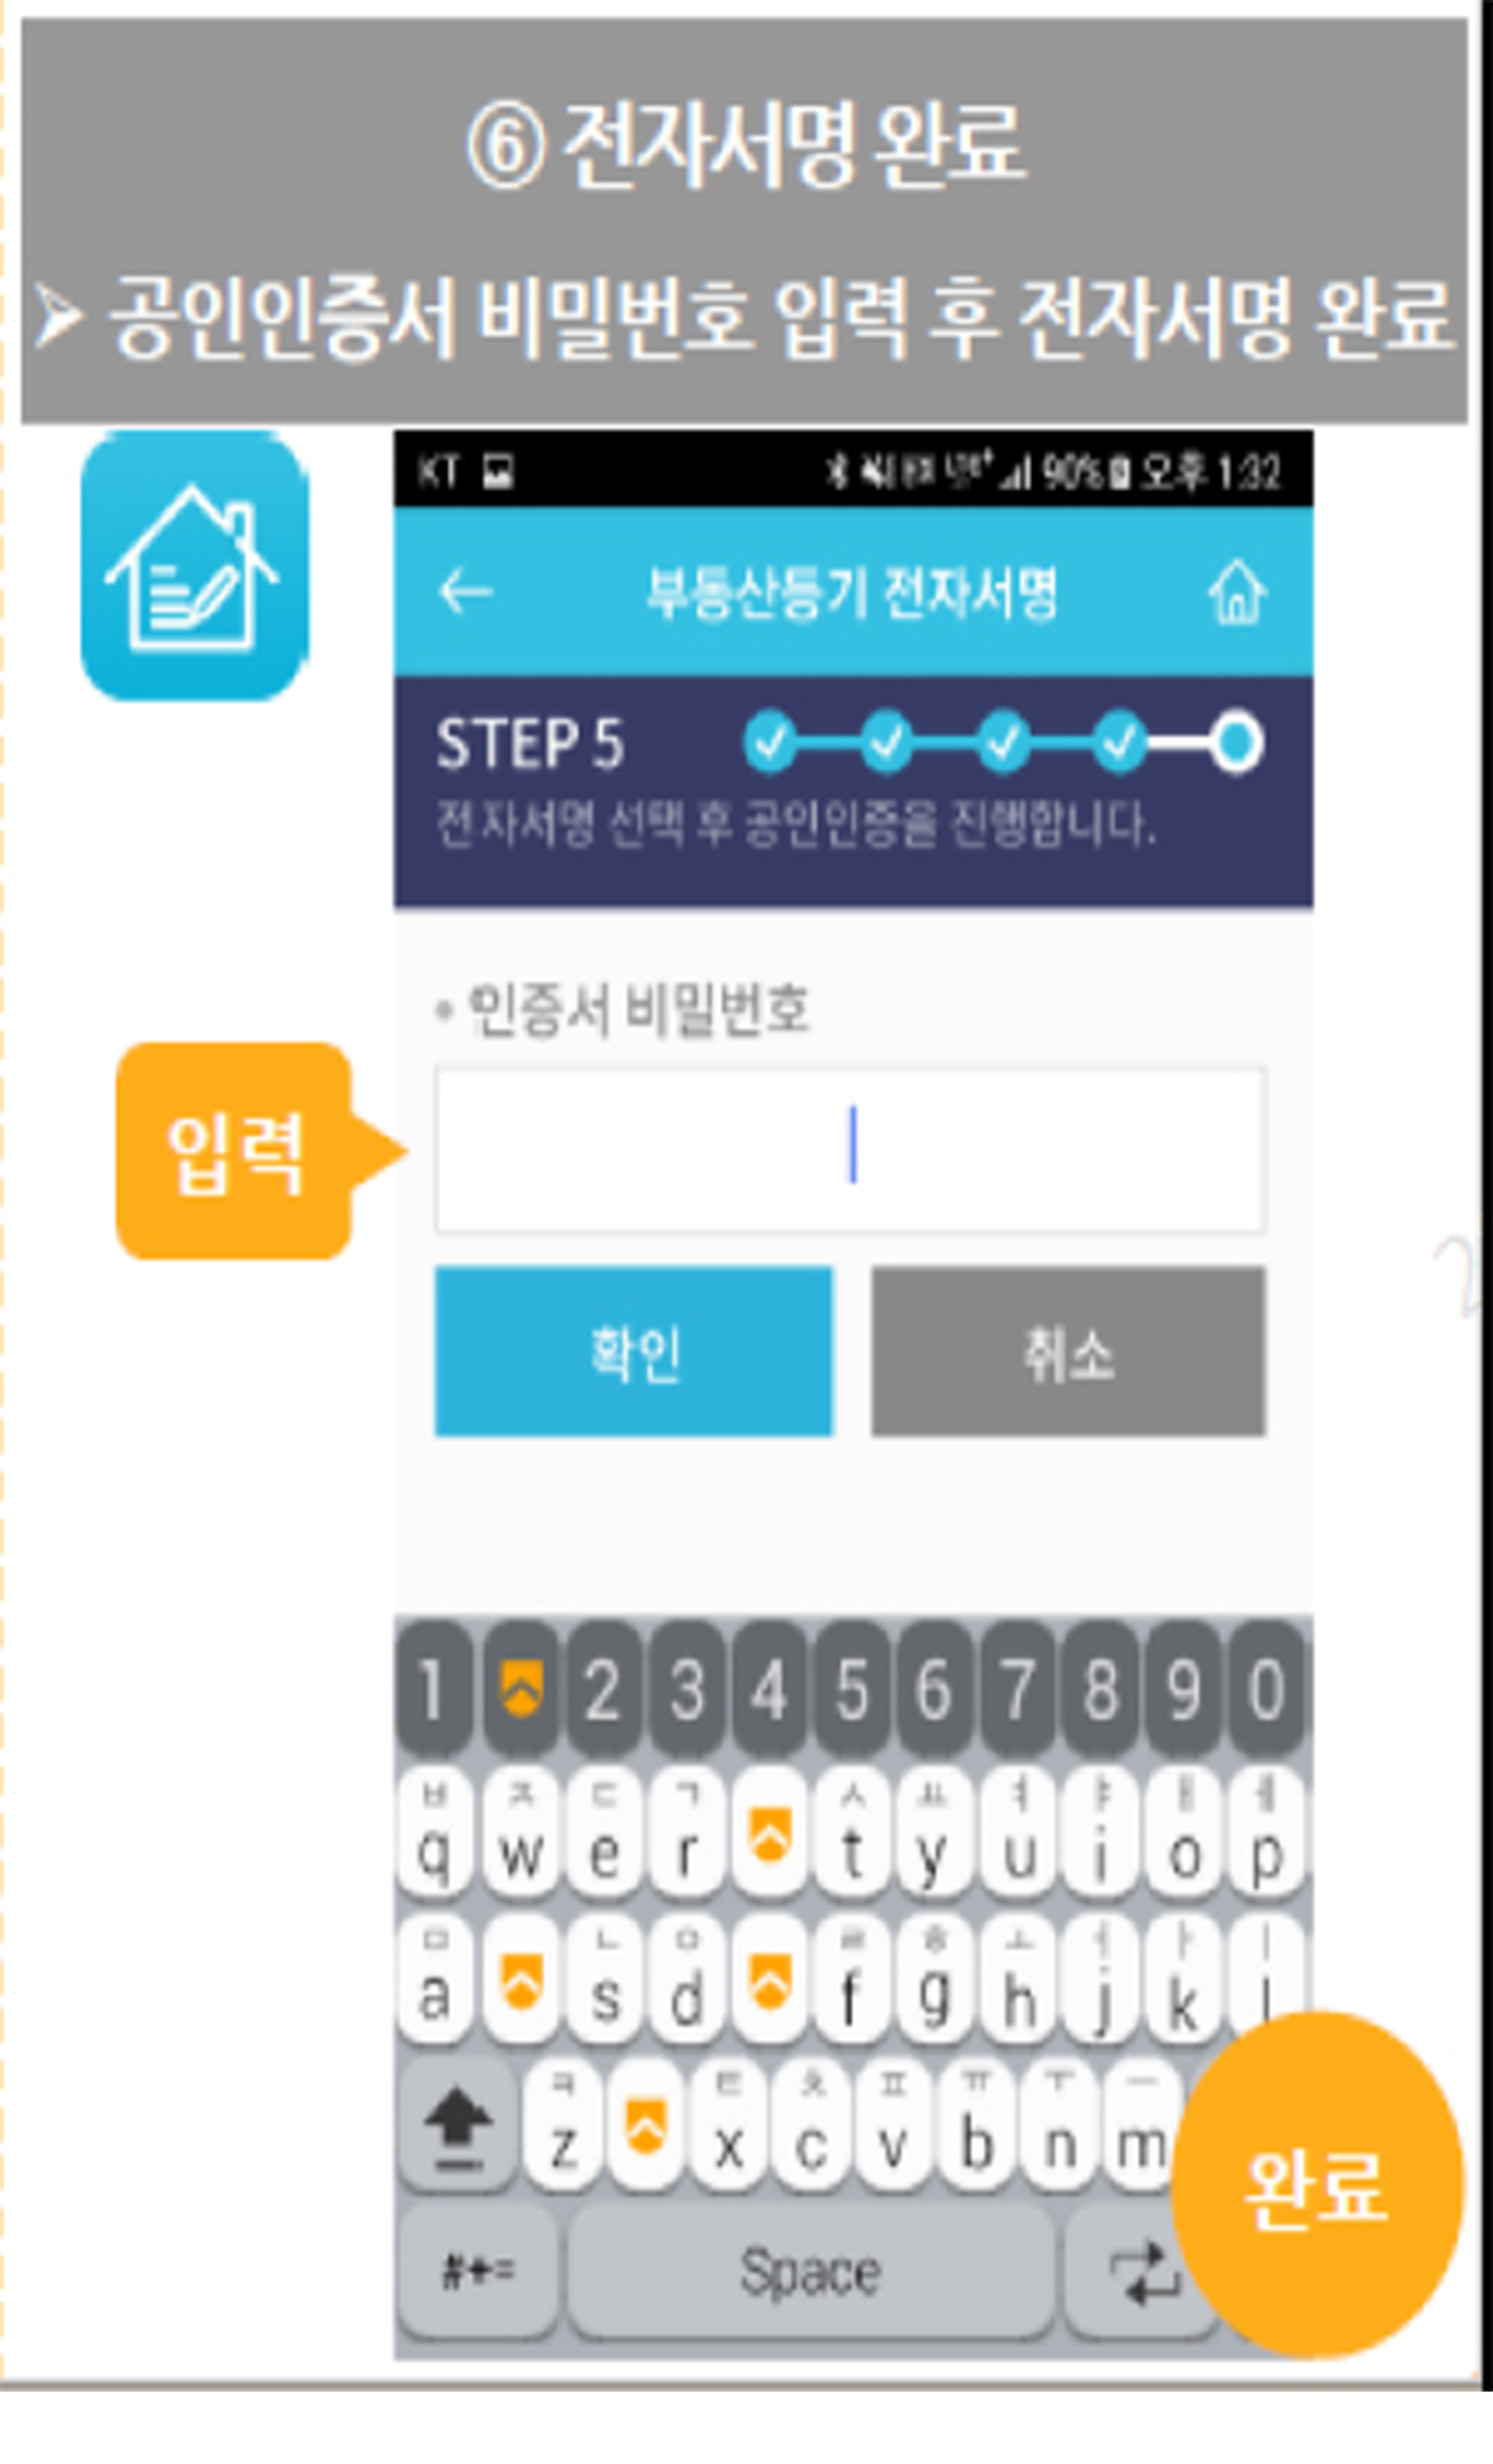 ⑥ 전자서명 완료
➤ 공인인증서 비밀번호 입력 후 전자서명 완료
KT 90% 오후 1:32
부동산등기 전자서명
STEP 5
전자서명 선택 후 공인인증을 진행합니다.
• 인증서 비밀번호
입력
확인 취소
1 2 3 4 5 6 7 8 9 0
ㅂ ㅈ ㄷ ㄱ ㅅ ㅛ ㅕ ㅑ ㅐ ㅔ
q w e r t y u i o p
ㅁ ㄴ ㅇ ㄹ ㅎ ㅗ ㅓ ㅏ ㅣ
a s d f g h j k l
ㅋ ㅌ ㅊ ㅍ ㅠ ㅜ ㅡ
z x c v b n m
완료
#+= Space